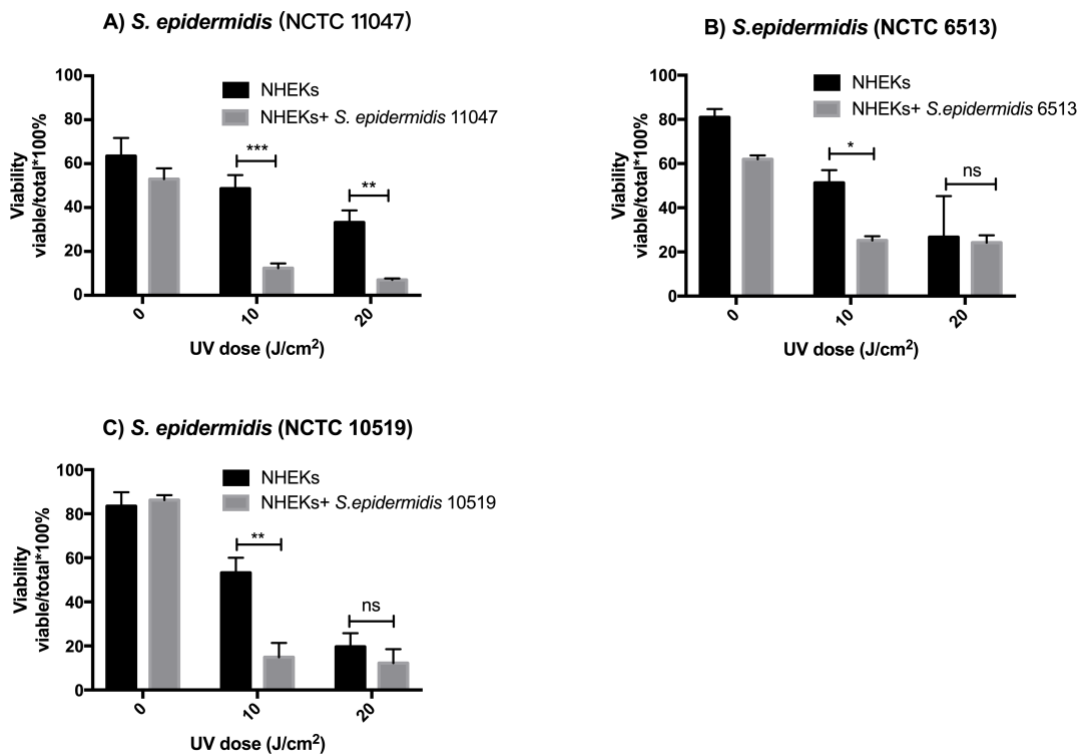 A) S. epidermidis (NCTC 11047)
100
80
60
40
20
0
Viability
viable/total*100%
NHEKs
NHEKs+ S. epidermidis 11047
***
**
0
10
20
UV dose (J/cm²)
B) S.epidermidis (NCTC 6513)
100
80
60
40
20
0
Viability
viable/total*100%
NHEKs
NHEKs+ S.epidermidis 6513
*
ns
0
10
20
UV dose (J/cm²)
C) S. epidermidis (NCTC 10519)
100
80
60
40
20
0
Viability
viable/total*100%
NHEKs
NHEKs+ S.epidermidis 10519
**
ns
0
10
20
UV dose (J/cm²)